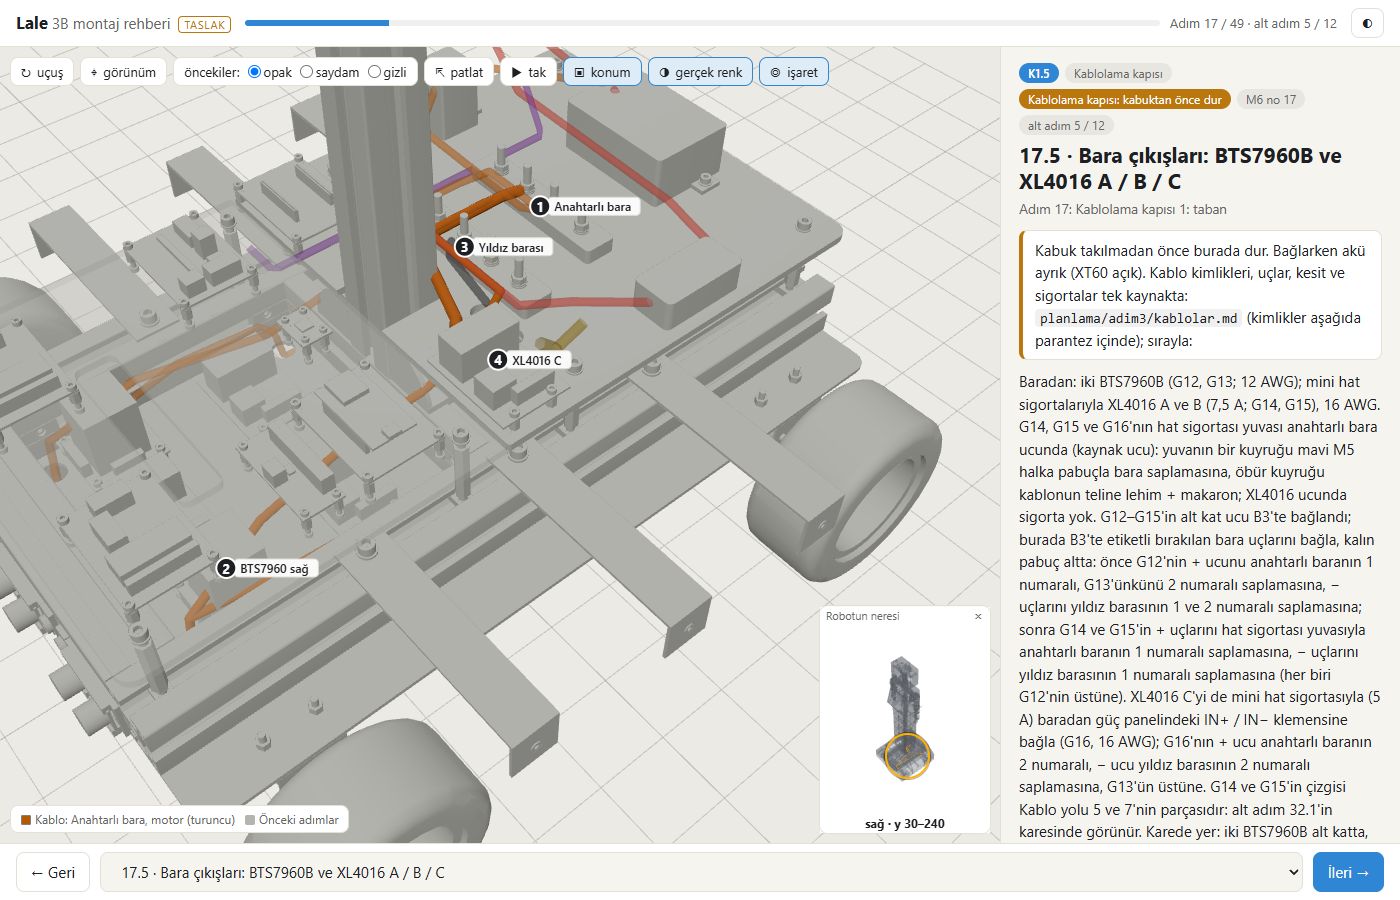 Lale 3B montaj rehberi TASLAK
Adım 17 / 49 · alt adım 5 / 12
↻ uçuş
⌖ görünüm
öncekiler: opak saydam gizli
⇱ patlat
▶ tak
▣ konum
◑ gerçek renk
◎ işaret
1 Anahtarlı bara
3 Yıldız barası
4 XL4016 C
2 BTS7960 sağ
Robotun neresi ×
sağ · y 30–240
Kablo: Anahtarlı bara, motor (turuncu) Önceki adımlar
K1.5 Kablolama kapısı
Kablolama kapısı: kabuktan önce dur M6 no 17
alt adım 5 / 12
17.5 · Bara çıkışları: BTS7960B ve
XL4016 A / B / C
Adım 17: Kablolama kapısı 1: taban
Kabuk takılmadan önce burada dur. Bağlarken akü
ayrık (XT60 açık). Kablo kimlikleri, uçlar, kesit ve
sigortalar tek kaynakta:
planlama/adim3/kablolar.md (kimlikler aşağıda
parantez içinde); sırayla:
Baradan: iki BTS7960B (G12, G13; 12 AWG); mini hat
sigortalarıyla XL4016 A ve B (7,5 A; G14, G15), 16 AWG.
G14, G15 ve G16'nın hat sigortası yuvası anahtarlı bara
ucunda (kaynak ucu): yuvanın bir kuyruğu mavi M5
halka pabuçla bara saplamasına, öbür kuyruğu
kablonun teline lehim + makaron; XL4016 ucunda
sigorta yok. G12–G15'in alt kat ucu B3'te bağlandı;
burada B3'te etiketli bırakılan bara uçlarını bağla, kalın
pabuç altta: önce G12'nin + ucunu anahtarlı baranın 1
numaralı, G13'ünkünü 2 numaralı saplamasına, −
uçlarını yıldız barasının 1 ve 2 numaralı saplamasına;
sonra G14 ve G15'in + uçlarını hat sigortası yuvasıyla
anahtarlı baranın 1 numaralı saplamasına, − uçlarını
yıldız barasının 1 numaralı saplamasına (her biri
G12'nin üstüne). XL4016 C'yi de mini hat sigortasıyla (5
A) baradan güç panelindeki IN+ / IN− klemensine
bağla (G16, 16 AWG); G16'nın + ucu anahtarlı baranın
2 numaralı, − ucu yıldız barasının 2 numaralı
saplamasına, G13'ün üstüne. G14 ve G15'in çizgisi
Kablo yolu 5 ve 7'nin parçasıdır: alt adım 32.1'in
karesinde görünür. Karede yer: iki BTS7960B alt katta,
← Geri
17.5 · Bara çıkışları: BTS7960B ve XL4016 A / B / C
İleri →